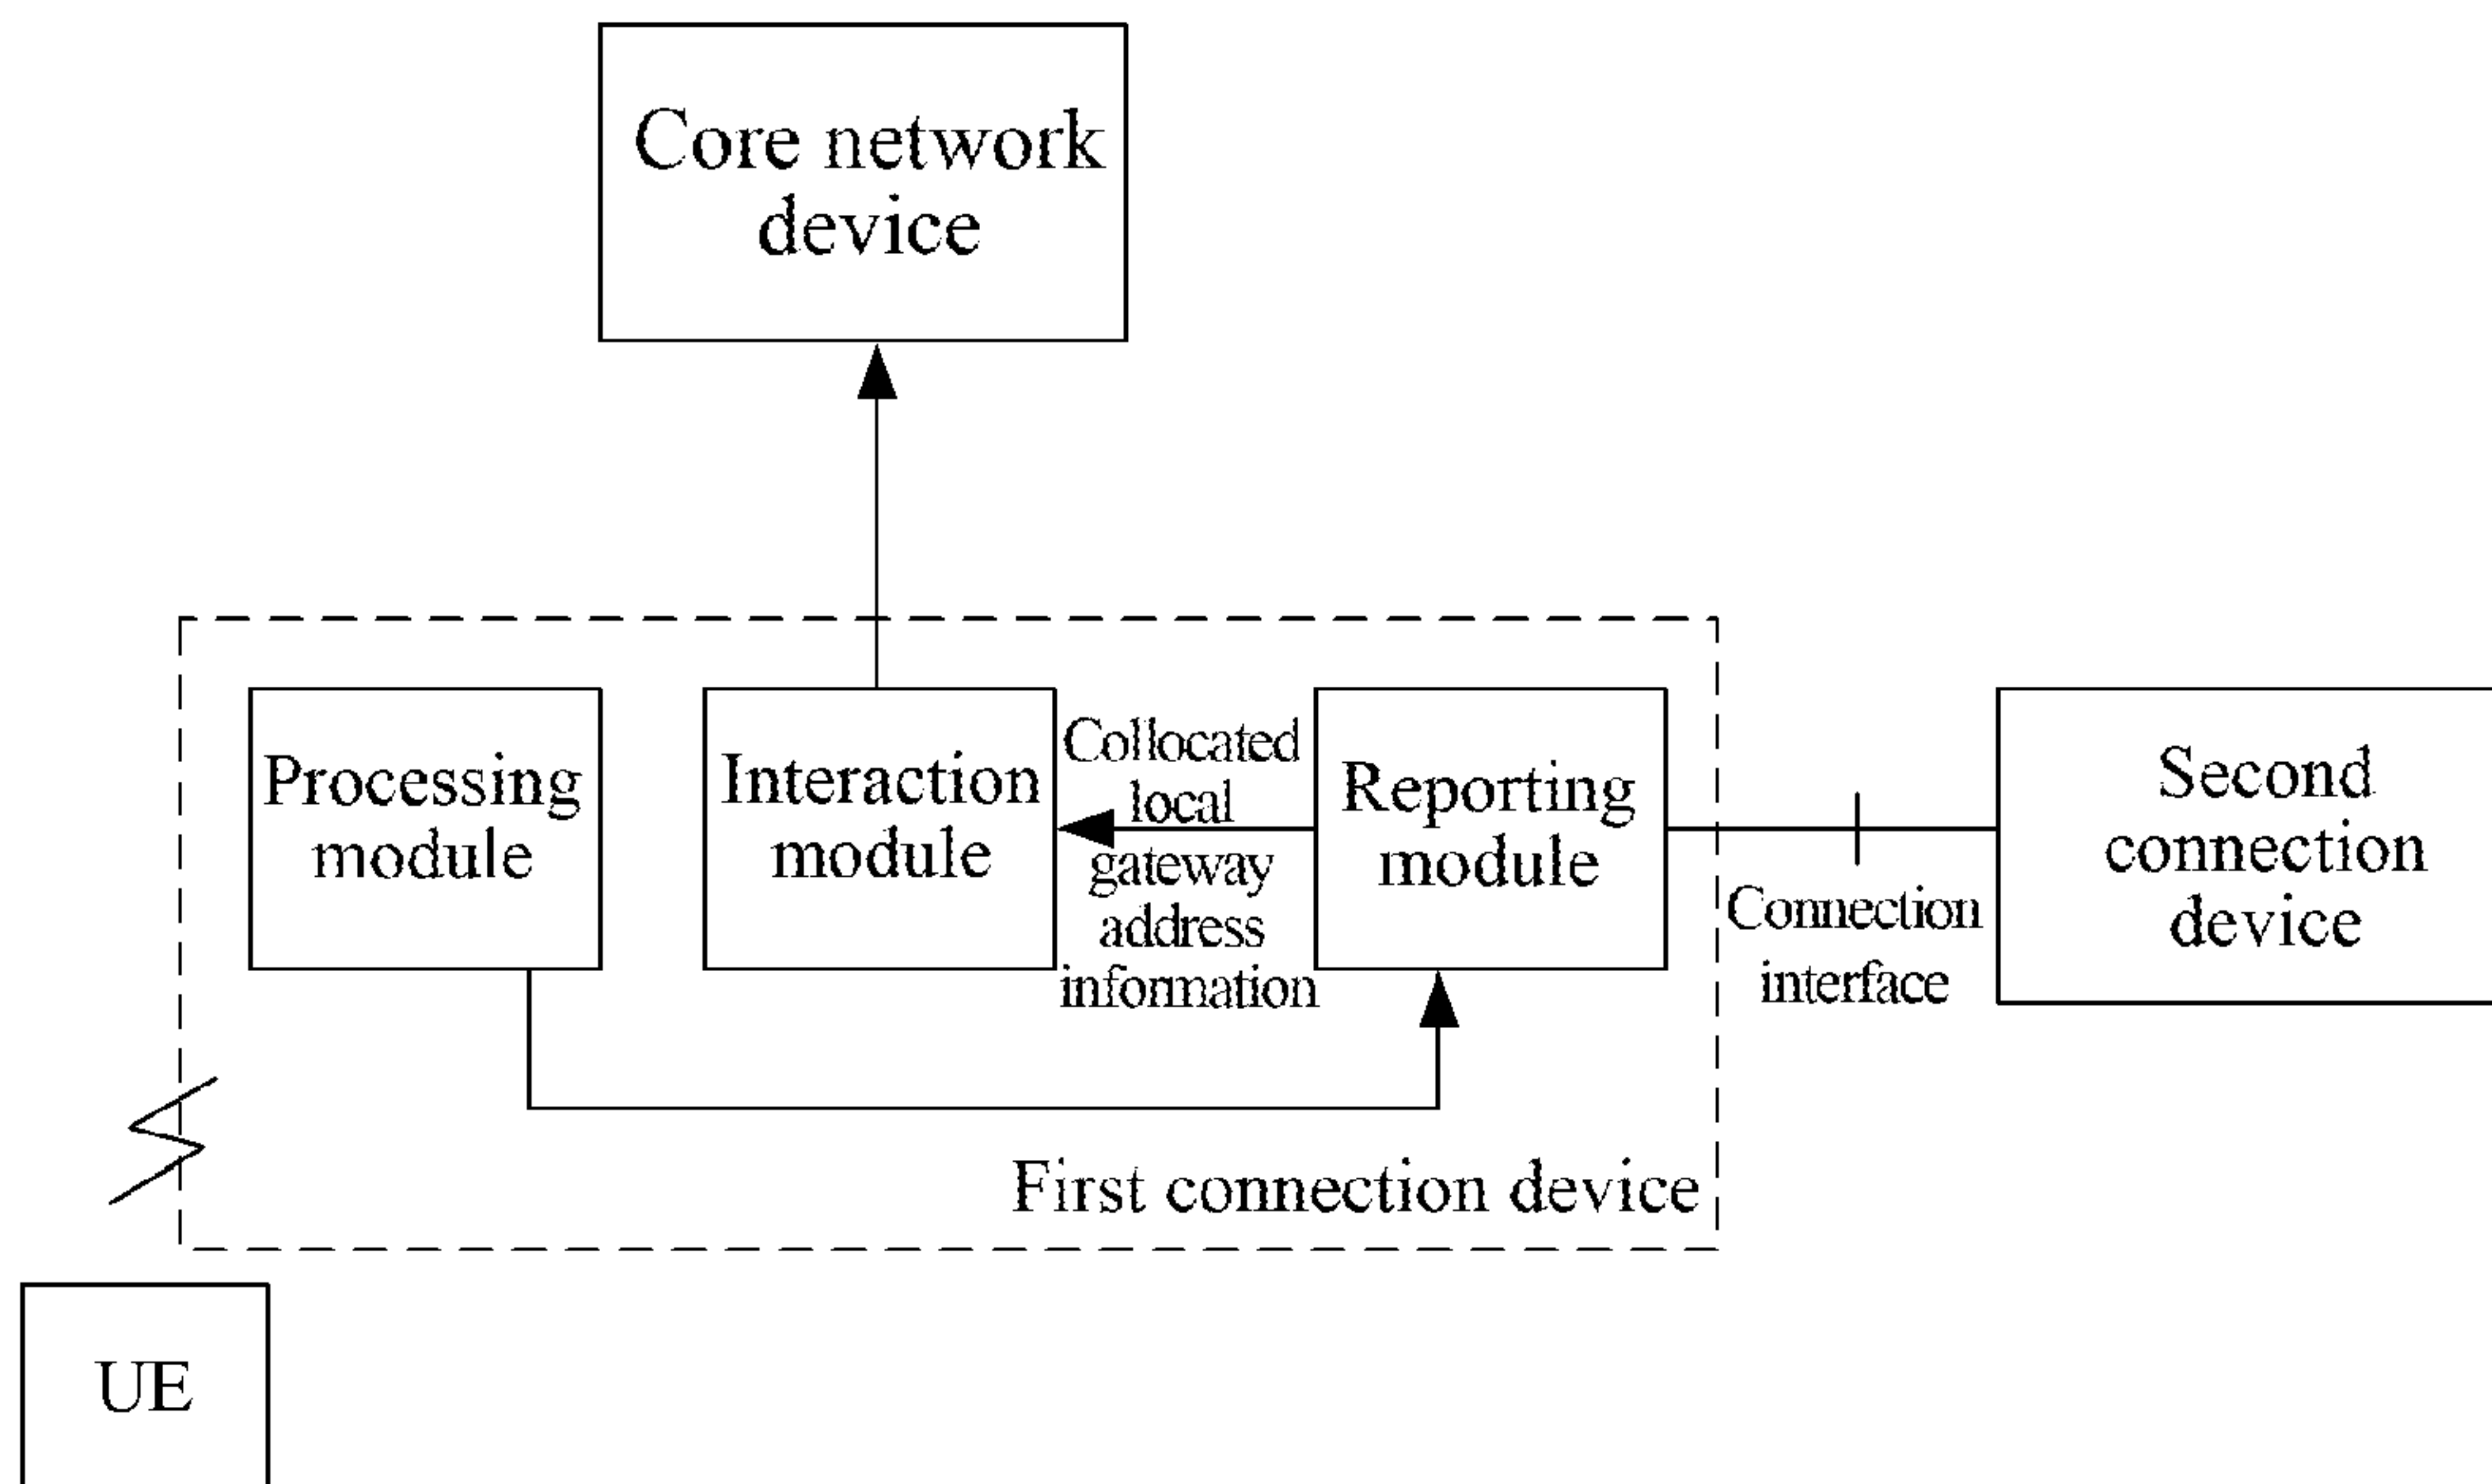 Core network
device
Processing
module
Interaction
module
Collocated
local
gateway
address
information
Reporting
module
Connection
interface
Second
connection
device
First connection device
UE